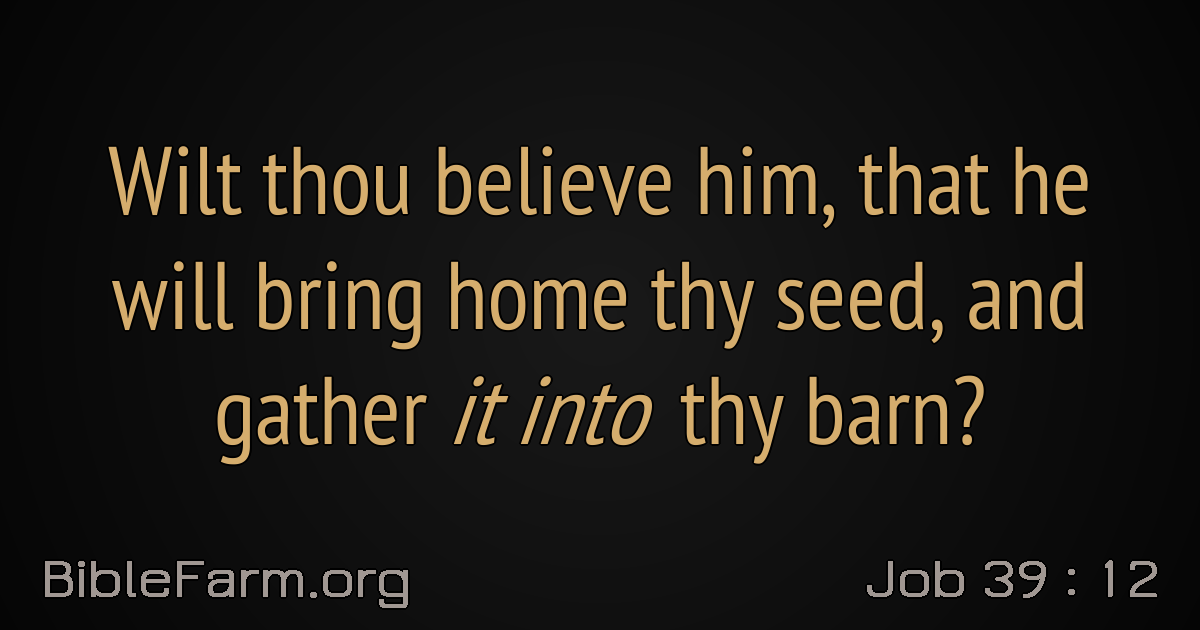 Wilt thou believe him, that he
will bring home thy seed, and
gather it into thy barn?
BibleFarm.org
Job 39 : 12